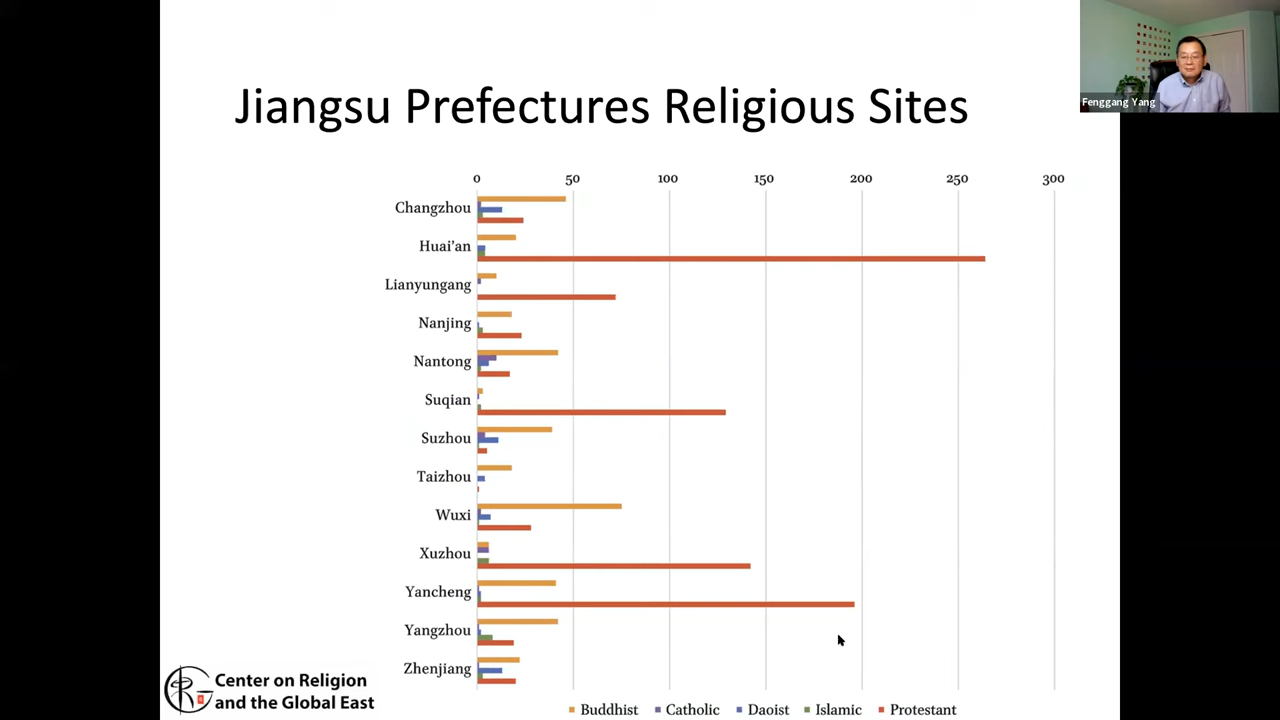 Jiangsu Prefectures Religious Sites
Fenggang Yang
0 50 100 150 200 250 300
Changzhou
Huai'an
Lianyungang
Nanjing
Nantong
Suqian
Suzhou
Taizhou
Wuxi
Xuzhou
Yancheng
Yangzhou
Zhenjiang
Center on Religion
and the Global East
Buddhist Catholic Daoist Islamic Protestant